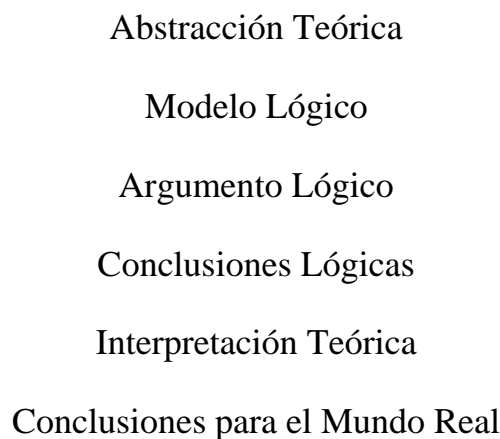 Abstracción Teórica
Modelo Lógico
Argumento Lógico
Conclusiones Lógicas
Interpretación Teórica
Conclusiones para el Mundo Real